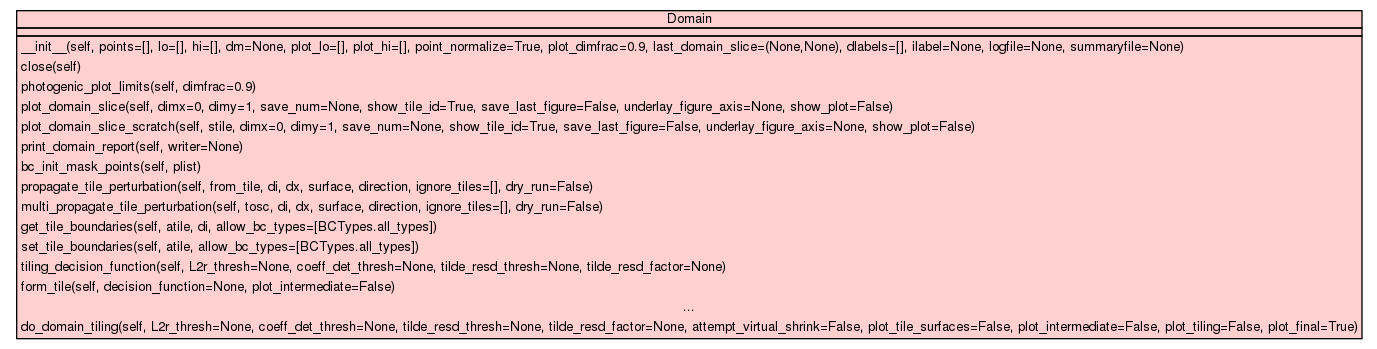 Domain
__init__(self, points=[], lo=[], hi=[], dm=None, plot_lo=[], plot_hi=[], point_normalize=True, plot_dimfrac=0.9, last_domain_slice=(None,None), dlabels=[], ilabel=None, logfile=None, summaryfile=None)
close(self)
photogenic_plot_limits(self, dimfrac=0.9)
plot_domain_slice(self, dimx=0, dimy=1, save_num=None, show_tile_id=True, save_last_figure=False, underlay_figure_axis=None, show_plot=False)
plot_domain_slice_scratch(self, stile, dimx=0, dimy=1, save_num=None, show_tile_id=True, save_last_figure=False, underlay_figure_axis=None, show_plot=False)
print_domain_report(self, writer=None)
bc_init_mask_points(self, plist)
propagate_tile_perturbation(self, from_tile, di, dx, surface, direction, ignore_tiles=[], dry_run=False)
multi_propagate_tile_perturbation(self, tosc, di, dx, surface, direction, ignore_tiles=[], dry_run=False)
get_tile_boundaries(self, atile, di, allow_bc_types=[BCTypes.all_types])
set_tile_boundaries(self, atile, allow_bc_types=[BCTypes.all_types])
tiling_decision_function(self, L2r_thresh=None, coeff_det_thresh=None, tilde_resd_thresh=None, tilde_resd_factor=None)
form_tile(self, decision_function=None, plot_intermediate=False)
...
do_domain_tiling(self, L2r_thresh=None, coeff_det_thresh=None, tilde_resd_thresh=None, tilde_resd_factor=None, attempt_virtual_shrink=False, plot_tile_surfaces=False, plot_intermediate=False, plot_tiling=False, plot_final=True)